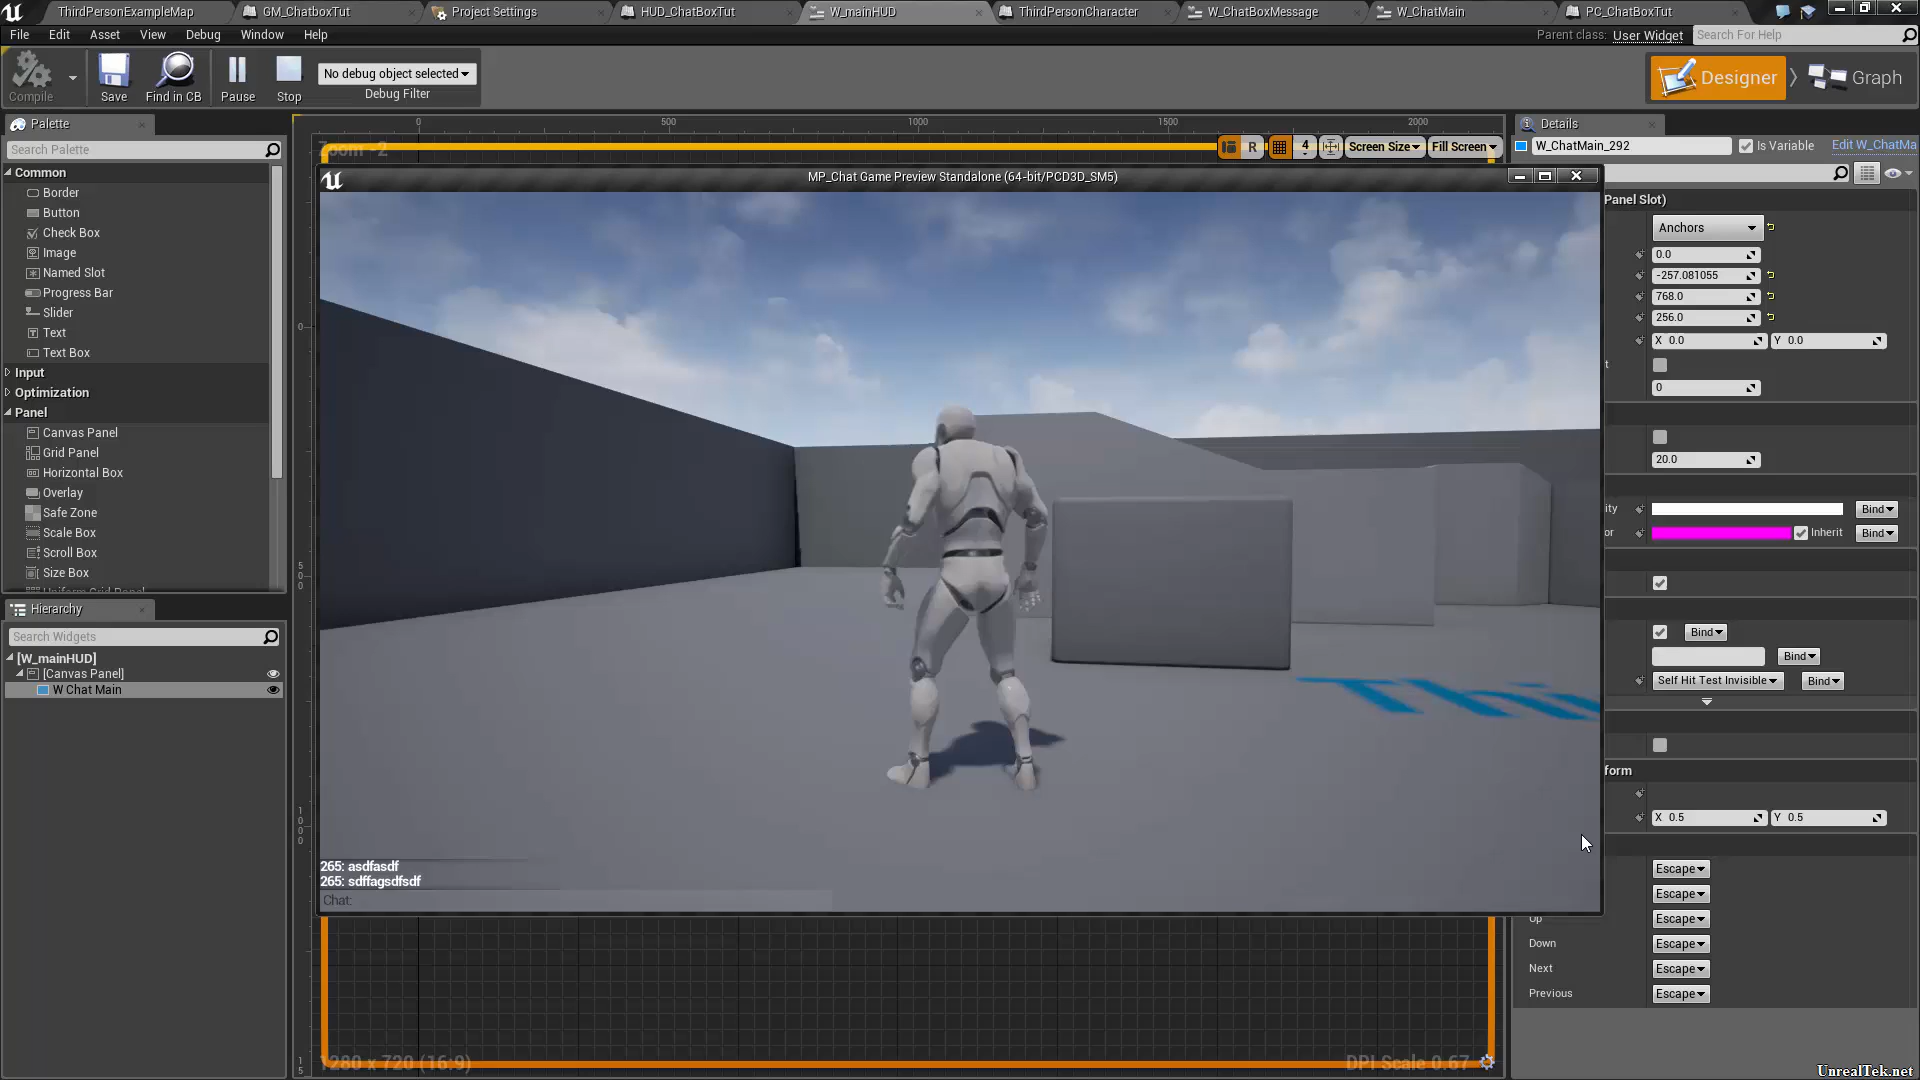 ThirdPersonExampleMap GM_ChatboxTut Project Settings HUD_ChatBoxTut W_mainHUD ThirdPersonCharacter W_ChatBoxMessage W_ChatMain PC_ChatBoxTut
File Edit Asset View Debug Window Help
Parent class: User Widget Search For Help
Compile Save Find in CB Pause Stop
No debug object selected
Debug Filter
Designer Graph
Palette
Search Palette
Common
Border
Button
Check Box
Image
Named Slot
Progress Bar
Slider
Text
Text Box
Input
Optimization
Panel
Canvas Panel
Grid Panel
Horizontal Box
Overlay
Safe Zone
Scale Box
Scroll Box
Size Box
Uniform Grid Panel
Hierarchy
Search Widgets
[W_mainHUD]
[Canvas Panel]
W Chat Main
0 500 1000 1500 2000
Zoom -2
R 4 Screen Size Fill Screen
MP_Chat Game Preview Standalone (64-bit/PCD3D_SM5)
0
500
1000
15
265: asdfasdf
265: sdffagsdfsdf
Chat:
1280 x 720 (16:9)
DPI Scale 0.67
Details
W_ChatMain_292 Is Variable Edit W_ChatMa
Panel Slot)
Anchors
0.0
-257.081055
768.0
256.0
X 0.0 Y 0.0
t
0
20.0
ity Bind
or Inherit Bind
Bind
Bind
Self Hit Test Invisible Bind
form
X 0.5 Y 0.5
Escape
Escape
Up Escape
Down Escape
Next Escape
Previous Escape
UnrealTek.net